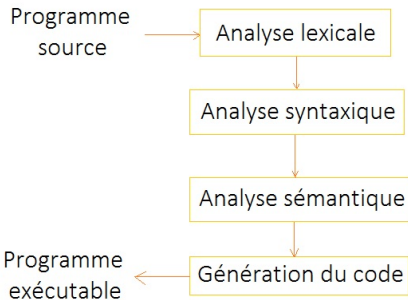 Programme
source
Analyse lexicale
Analyse syntaxique
Analyse sémantique
Programme
exécutable
Génération du code